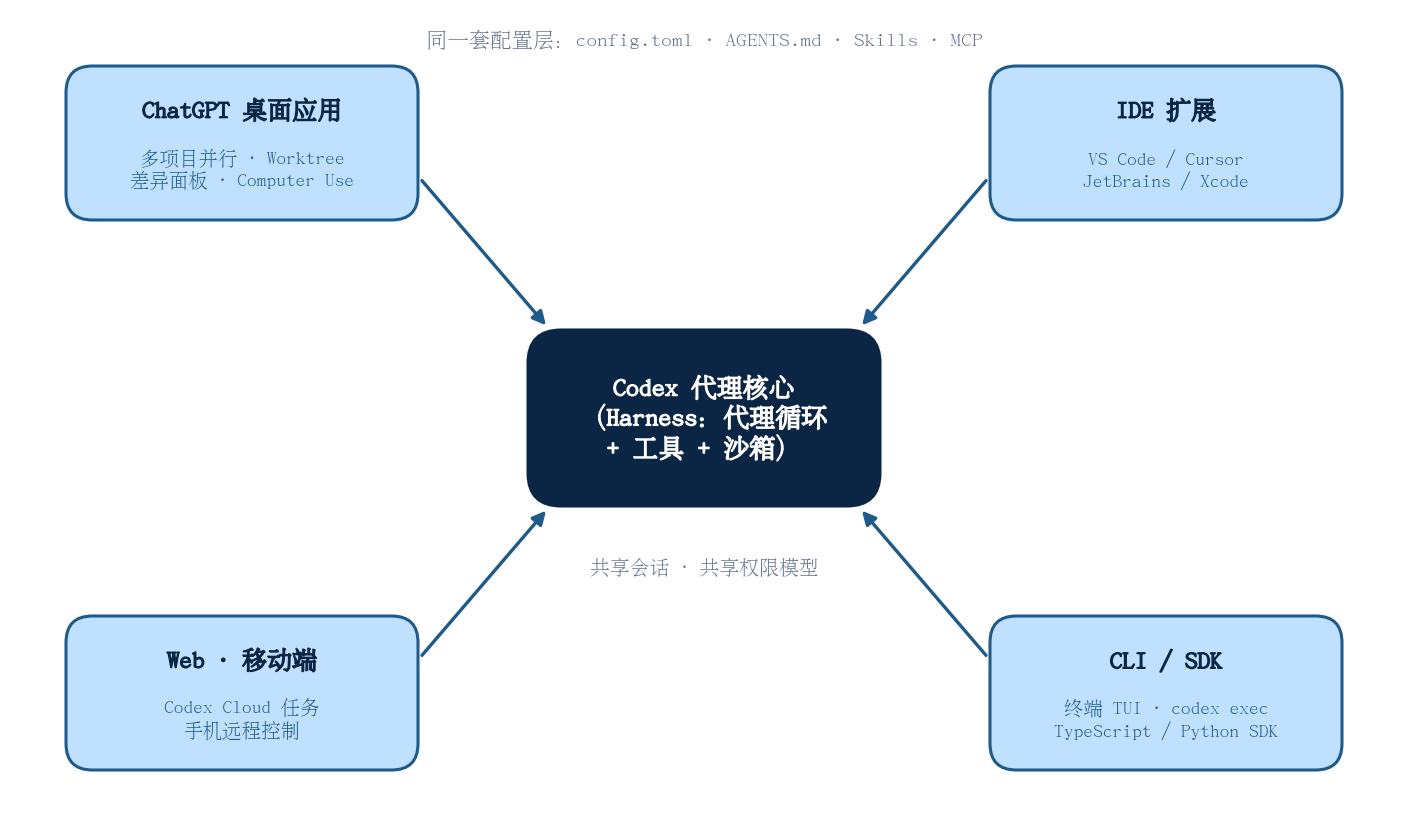 同一套配置层：config.toml · AGENTS.md · Skills · MCP
ChatGPT 桌面应用
多项目并行 · Worktree
差异面板 · Computer Use
IDE 扩展
VS Code / Cursor
JetBrains / Xcode
Codex 代理核心
（Harness：代理循环
+ 工具 + 沙箱）
共享会话 · 共享权限模型
Web · 移动端
Codex Cloud 任务
手机远程控制
CLI / SDK
终端 TUI · codex exec
TypeScript / Python SDK